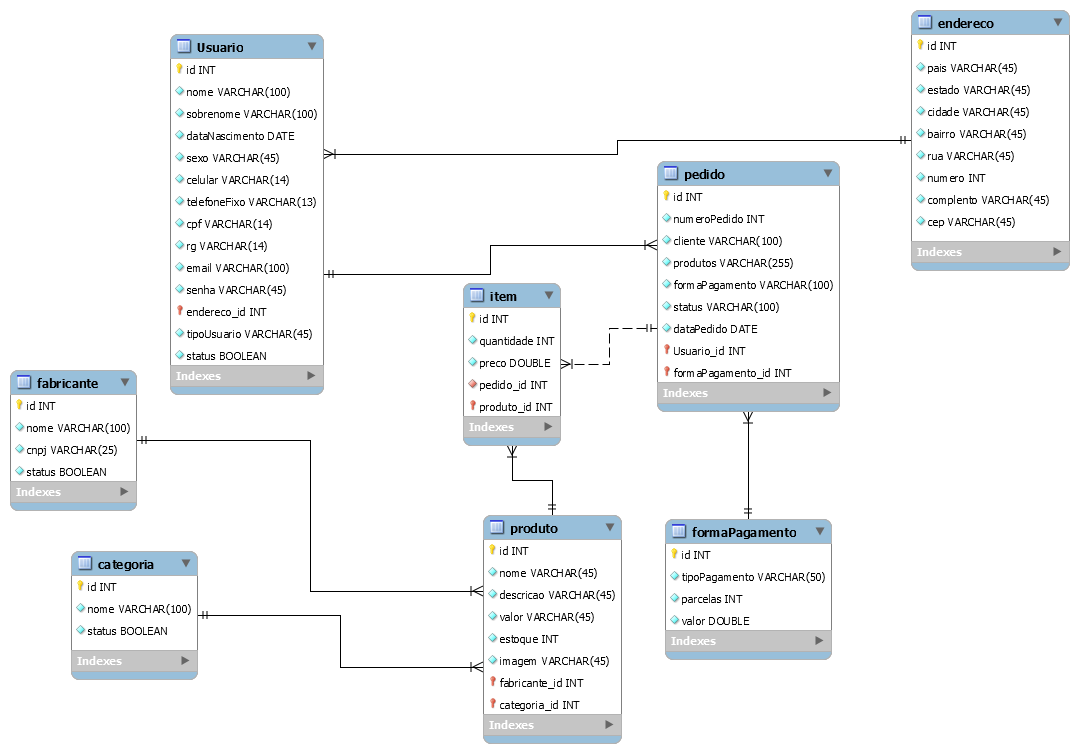 Usuario
id INT
nome VARCHAR(100)
sobrenome VARCHAR(100)
dataNascimento DATE
sexo VARCHAR(45)
celular VARCHAR(14)
telefoneFixo VARCHAR(13)
cpf VARCHAR(14)
rg VARCHAR(14)
email VARCHAR(100)
senha VARCHAR(45)
endereco_id INT
tipoUsuario VARCHAR(45)
status BOOLEAN
Indexes
endereco
id INT
pais VARCHAR(45)
estado VARCHAR(45)
cidade VARCHAR(45)
bairro VARCHAR(45)
rua VARCHAR(45)
numero INT
complento VARCHAR(45)
cep VARCHAR(45)
Indexes
pedido
id INT
numeroPedido INT
cliente VARCHAR(100)
produtos VARCHAR(255)
formaPagamento VARCHAR(100)
status VARCHAR(100)
dataPedido DATE
Usuario_id INT
formaPagamento_id INT
Indexes
item
id INT
quantidade INT
preco DOUBLE
pedido_id INT
produto_id INT
Indexes
fabricante
id INT
nome VARCHAR(100)
cnpj VARCHAR(25)
status BOOLEAN
Indexes
categoria
id INT
nome VARCHAR(100)
status BOOLEAN
Indexes
produto
id INT
nome VARCHAR(45)
descricao VARCHAR(45)
valor VARCHAR(45)
estoque INT
imagem VARCHAR(45)
fabricante_id INT
categoria_id INT
Indexes
formaPagamento
id INT
tipoPagamento VARCHAR(50)
parcelas INT
valor DOUBLE
Indexes